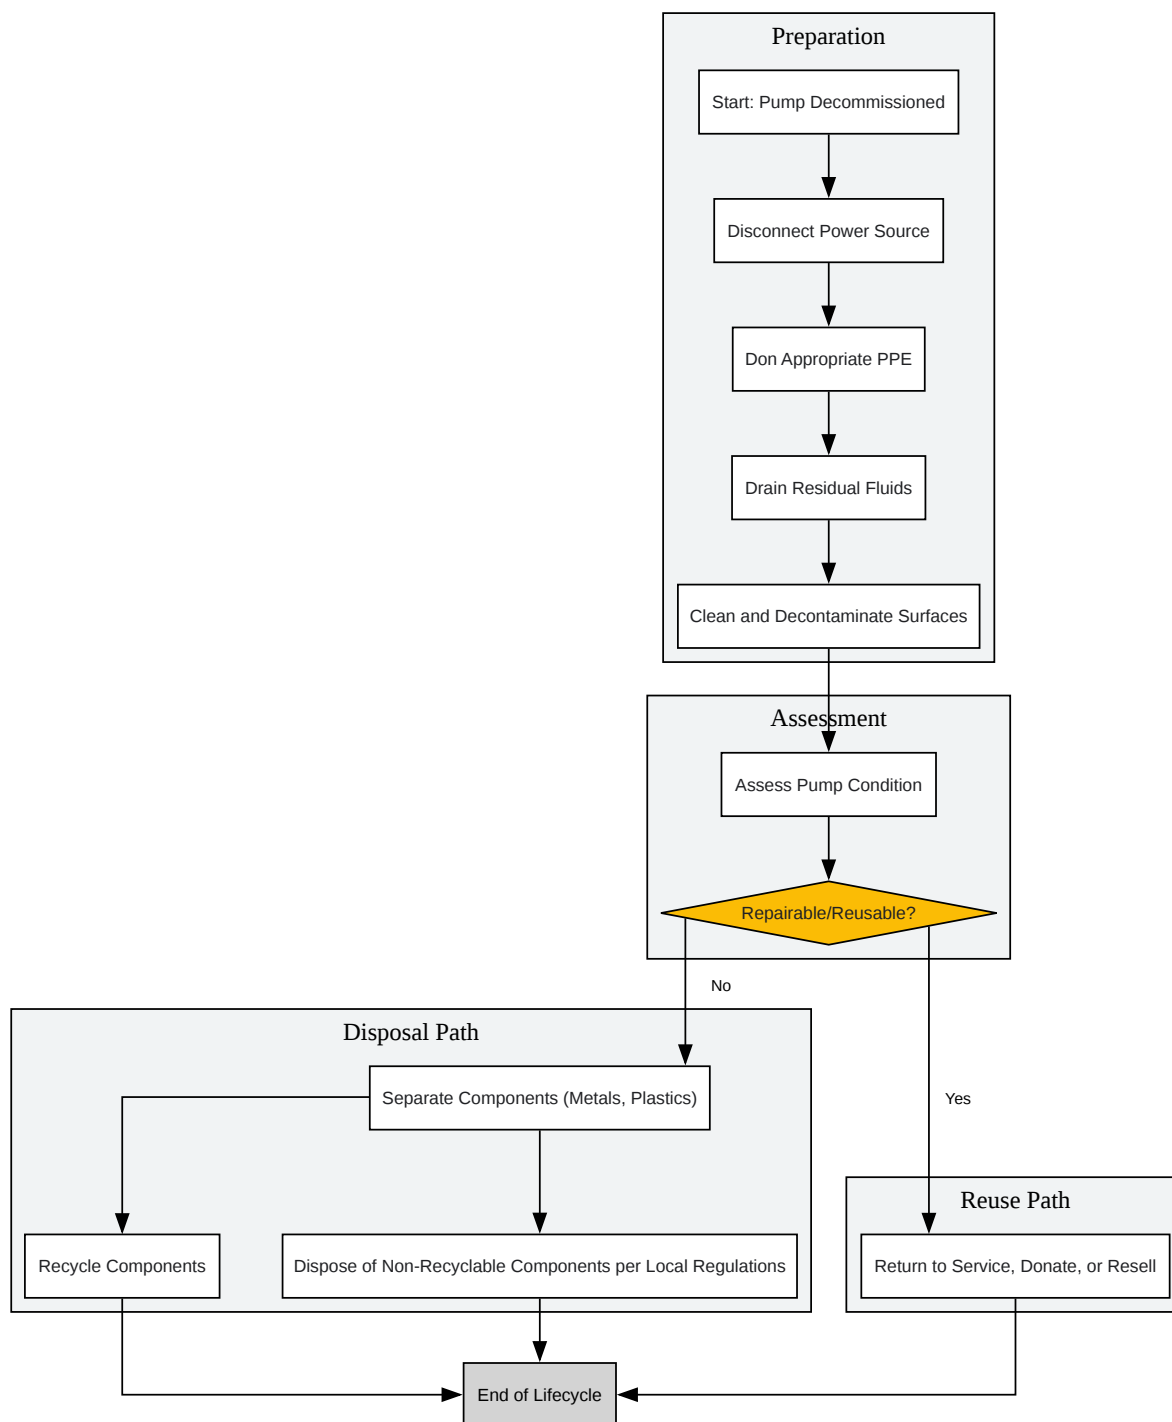 Preparation
Start: Pump Decommissioned
Disconnect Power Source
Don Appropriate PPE
Drain Residual Fluids
Clean and Decontaminate Surfaces
Assessment
Assess Pump Condition
Repairable/Reusable?
No
Disposal Path
Separate Components (Metals, Plastics)
Yes
Reuse Path
Recycle Components
Dispose of Non-Recyclable Components per Local Regulations
Return to Service, Donate, or Resell
End of Lifecycle